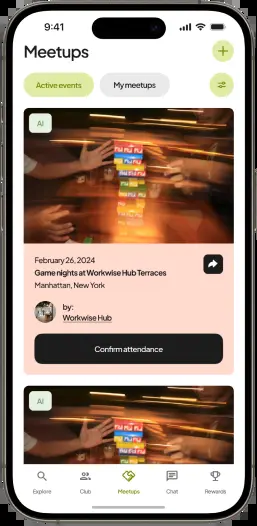 9:41
Meetups
Active events
My meetups
AI
February 26, 2024
Game nights at Workwise Hub Terraces
Manhattan, New York
by:
Workwise Hub
Confirm attendance
AI
Explore
Club
Meetups
Chat
Rewards